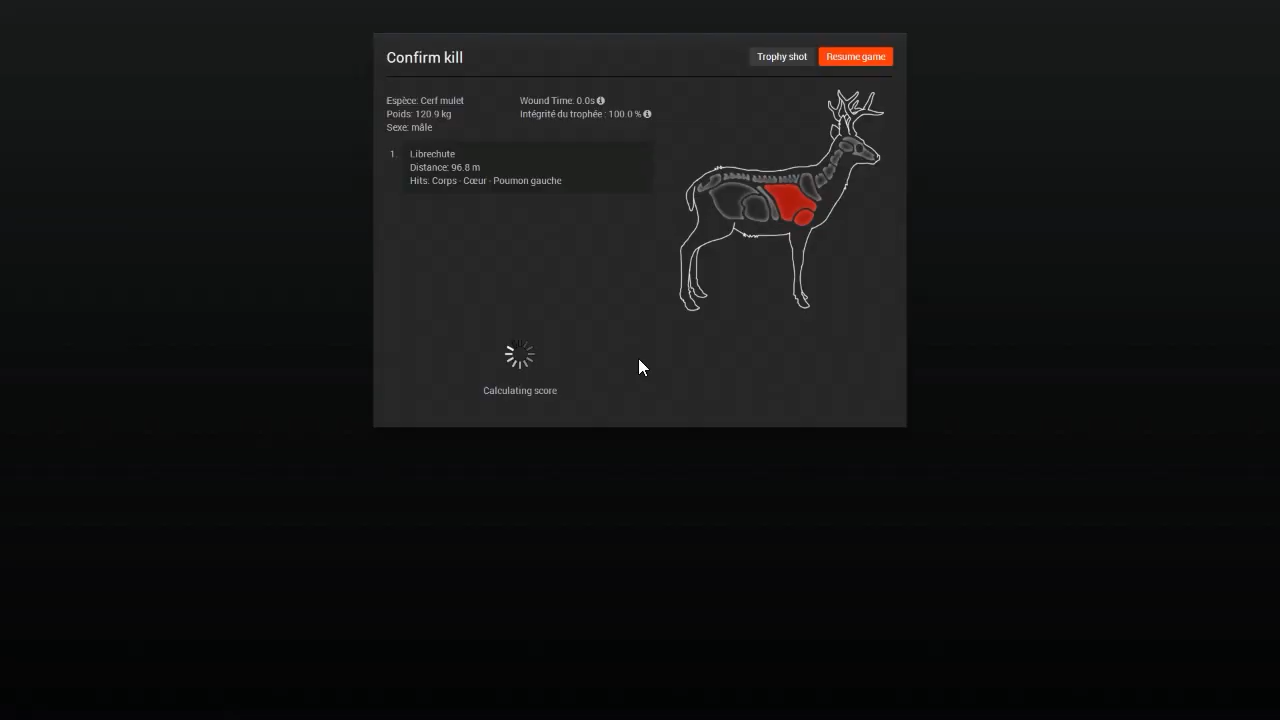 Confirm kill
Trophy shot
Resume game
Espèce: Cerf mulet
Poids: 120.9 kg
Sexe: mâle
Wound Time: 0.0s
Intégrité du trophée : 100.0 %
1.
Librechute
Distance: 96.8 m
Hits: Corps - Cœur - Poumon gauche
Calculating score